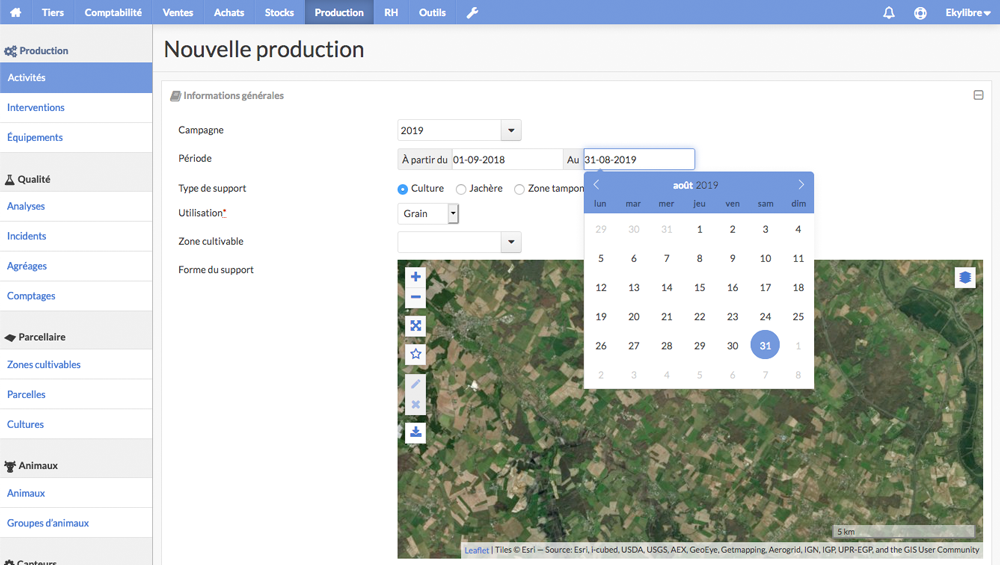 Tiers Comptabilité Ventes Achats Stocks Production RH Outils Ekylibre
Production
Activités
Interventions
Équipements
Qualité
Analyses
Incidents
Agréages
Comptages
Parcellaire
Zones cultivables
Parcelles
Cultures
Animaux
Animaux
Groupes d'animaux
Capteurs
Nouvelle production
Informations générales
Campagne 2019
Période À partir du 01-09-2018 Au 31-08-2019
Type de support Culture Jachère Zone tampon
Utilisation* Grain
Zone cultivable
Forme du support
août 2019
lun mar mer jeu ven sam dim
29 30 31 1 2 3 4
5 6 7 8 9 10 11
12 13 14 15 16 17 18
19 20 21 22 23 24 25
26 27 28 29 30 31 1
2 3 4 5 6 7 8
5 km
Leaflet | Tiles © Esri — Source: Esri, i-cubed, USDA, USGS, AEX, GeoEye, Getmapping, Aerogrid, IGN, IGP, UPR-EGP, and the GIS User Community